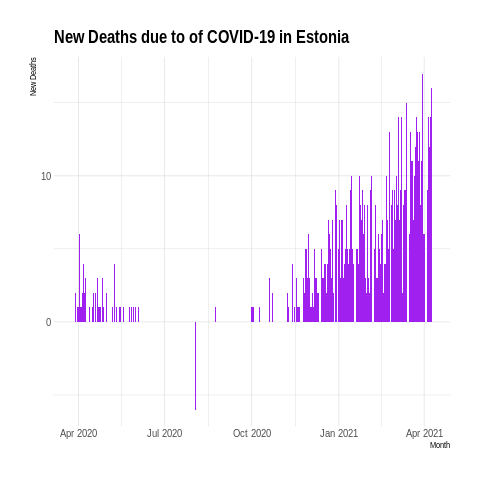 New Deaths due to of COVID-19 in Estonia
New Deaths
10
0
Apr 2020 Jul 2020 Oct 2020 Jan 2021 Apr 2021
Month